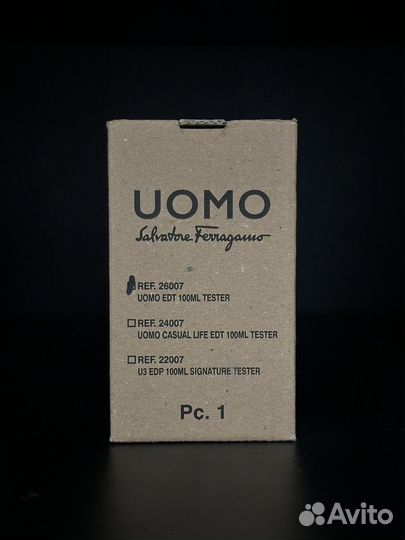 UOMO
Salvatore Ferragamo
REF. 26007
UOMO EDT 100ML TESTER
REF. 24007
UOMO CASUAL LIFE EDT 100ML TESTER
REF. 22007
U3 EDP 100ML SIGNATURE TESTER
Pc. 1
Avito